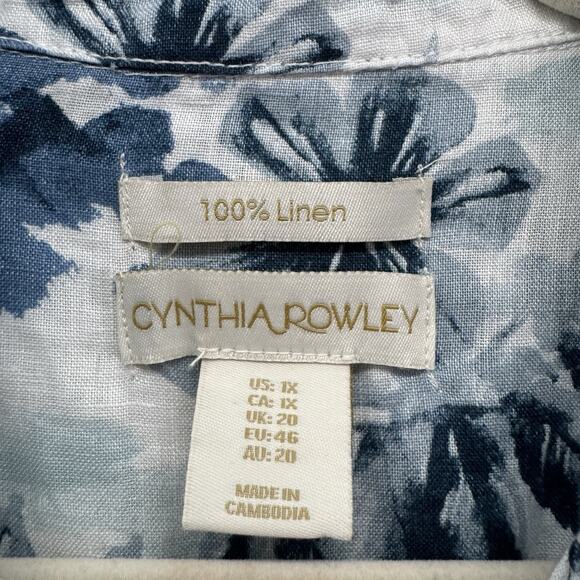 100% Linen
CYNTHIA ROWLEY
US: 1X
CA: 1X
UK: 20
EU: 46
AU: 20
MADE IN
CAMBODIA